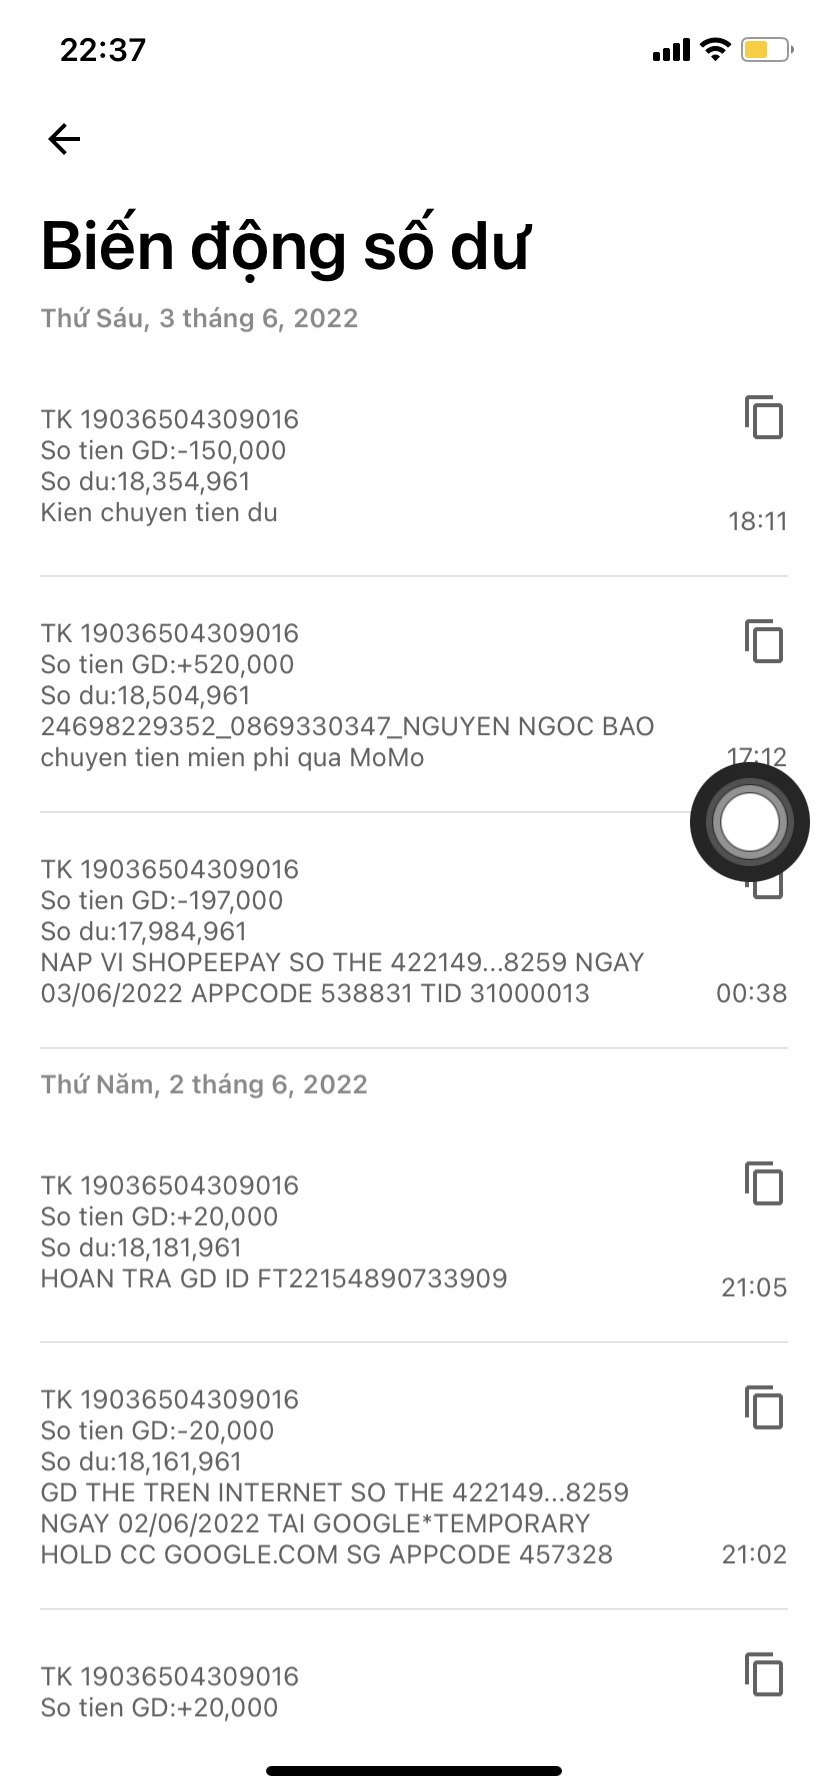 22:37
Biến động số dư
Thứ Sáu, 3 tháng 6, 2022
TK 19036504309016
So tien GD:-150,000
So du:18,354,961
Kien chuyen tien du
18:11
TK 19036504309016
So tien GD:+520,000
So du:18,504,961
24698229352_0869330347_NGUYEN NGOC BAO
chuyen tien mien phi qua MoMo
17:12
TK 19036504309016
So tien GD:-197,000
So du:17,984,961
NAP VI SHOPEEPAY SO THE 422149...8259 NGAY
03/06/2022 APPCODE 538831 TID 31000013
00:38
Thứ Năm, 2 tháng 6, 2022
TK 19036504309016
So tien GD:+20,000
So du:18,181,961
HOAN TRA GD ID FT22154890733909
21:05
TK 19036504309016
So tien GD:-20,000
So du:18,161,961
GD THE TREN INTERNET SO THE 422149...8259
NGAY 02/06/2022 TAI GOOGLE*TEMPORARY
HOLD CC GOOGLE.COM SG APPCODE 457328
21:02
TK 19036504309016
So tien GD:+20,000